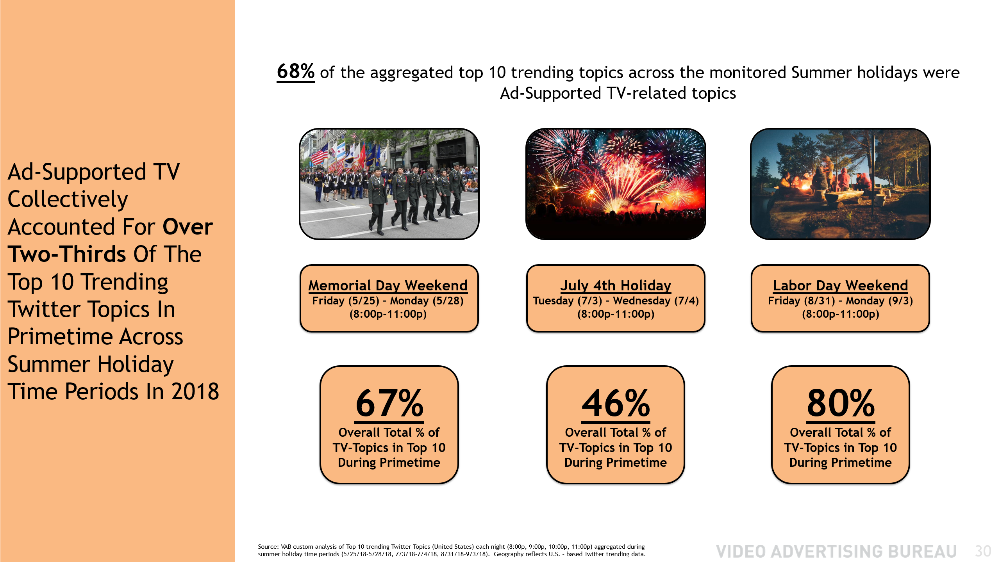 Ad-Supported TV
Collectively
Accounted For Over
Two-Thirds Of The
Top 10 Trending
Twitter Topics In
Primetime Across
Summer Holiday
Time Periods In 2018
68% of the aggregated top 10 trending topics across the monitored Summer holidays were
Ad-Supported TV-related topics
Memorial Day Weekend
Friday (5/25) - Monday (5/28)
(8:00p-11:00p)
July 4th Holiday
Tuesday (7/3) - Wednesday (7/4)
(8:00p-11:00p)
Labor Day Weekend
Friday (8/31) - Monday (9/3)
(8:00p-11:00p)
67%
Overall Total % of
TV-Topics in Top 10
During Primetime
46%
Overall Total % of
TV-Topics in Top 10
During Primetime
80%
Overall Total % of
TV-Topics in Top 10
During Primetime
Source: VAB custom analysis of Top 10 trending Twitter Topics (United States) each night (8:00p, 9:00p, 10:00p, 11:00p) aggregated during
summer holiday time periods (5/25/18-5/28/18, 7/3/18-7/4/18, 8/31/18-9/3/18).  Geography reflects U.S. - based Twitter trending data.
VIDEO ADVERTISING BUREAU
30